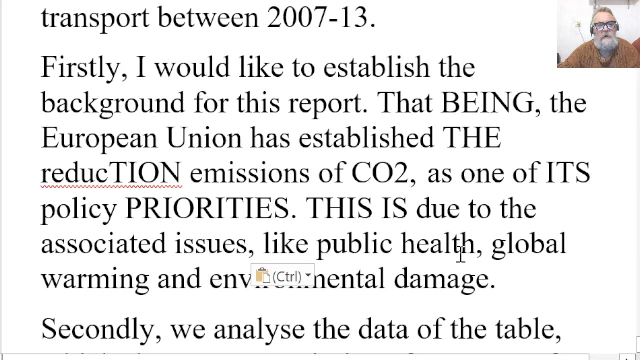 transport between 2007-13.
Firstly, I would like to establish the
background for this report. That BEING, the
European Union has established THE
reducTION emissions of CO2, as one of ITS
policy PRIORITIES. THIS IS due to the
associated issues, like public health, global
warming and environmental damage.
(Ctrl)
Secondly, we analyse the data of the table,